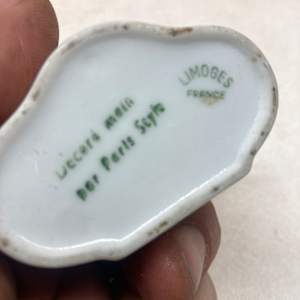 LIMOGES
FRANCE
Décoré main
par Paris Style